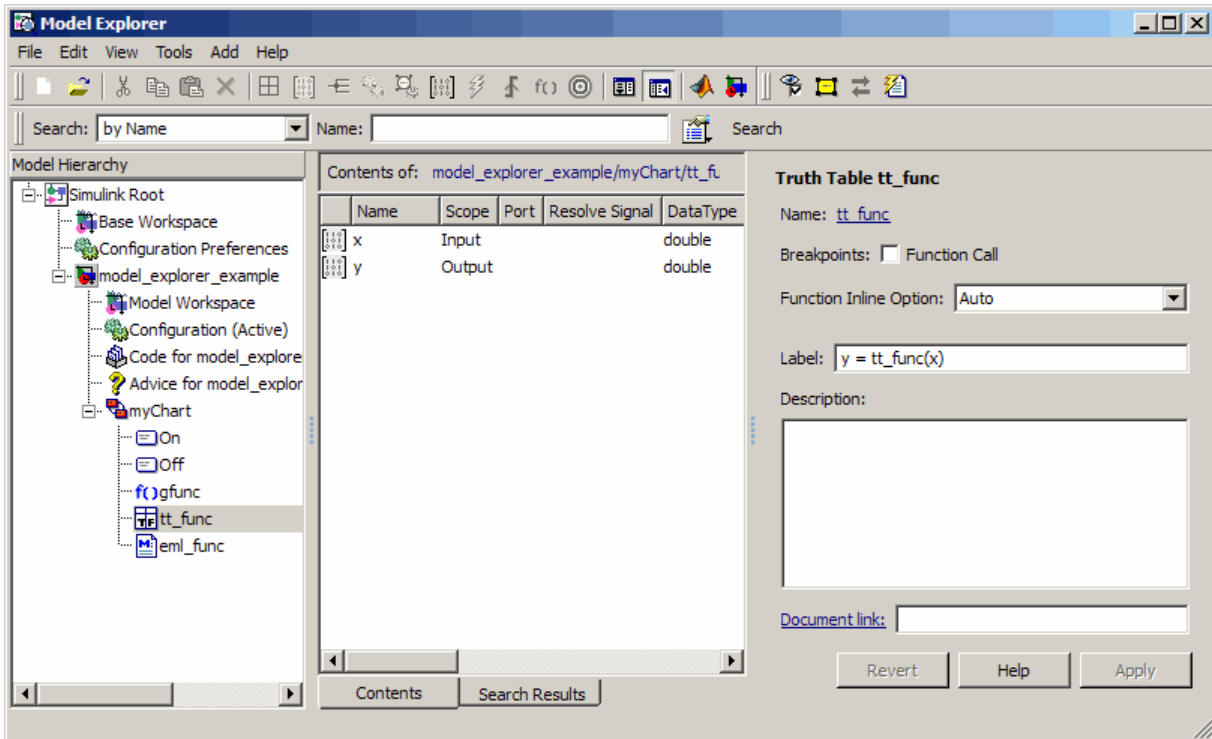 Model Explorer
File Edit View Tools Add Help
Search: by Name Name: Search
Model Hierarchy
Simulink Root
Base Workspace
Configuration Preferences
model_explorer_example
Model Workspace
Configuration (Active)
Code for model_explore
Advice for model_explor
myChart
On
Off
f()gfunc
tt_func
eml_func
Contents of: model_explorer_example/myChart/tt_fu
Name Scope Port Resolve Signal DataType
x Input double
y Output double
Contents Search Results
Truth Table tt_func
Name: tt_func
Breakpoints: Function Call
Function Inline Option: Auto
Label: y = tt_func(x)
Description:
Document link:
Revert Help Apply